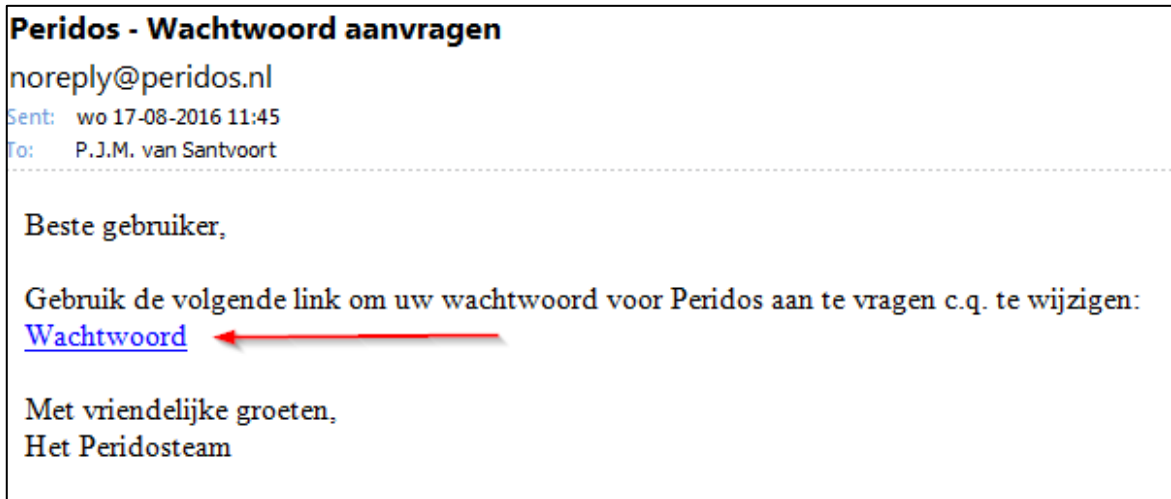 Peridos - Wachtwoord aanvragen
noreply@peridos.nl
Sent: wo 17-08-2016 11:45
To: P.J.M. van Santvoort
Beste gebruiker,
Gebruik de volgende link om uw wachtwoord voor Peridos aan te vragen c.q. te wijzigen:
Wachtwoord
Met vriendelijke groeten,
Het Peridosteam